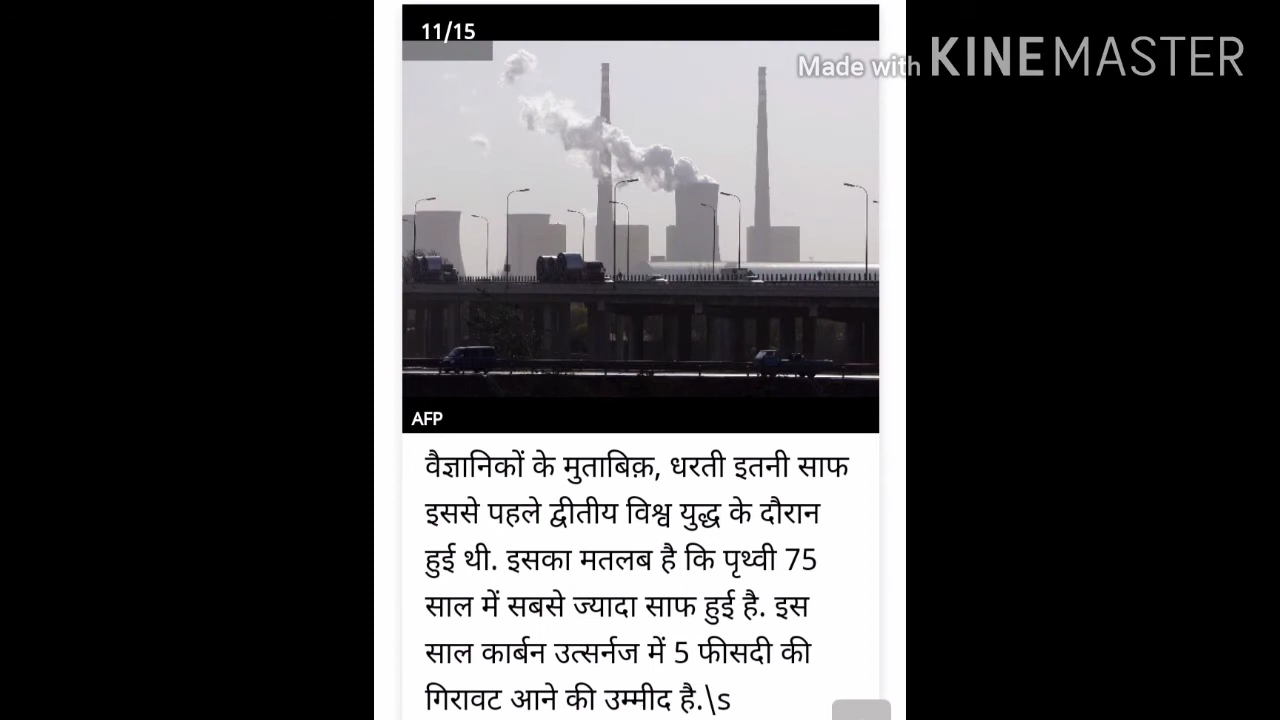 11/15
Made with KINEMASTER
AFP
वैज्ञानिकों के मुताबिक़, धरती इतनी साफ
इससे पहले द्वीतीय विश्व युद्ध के दौरान
हुई थी. इसका मतलब है कि पृथ्वी 75
साल में सबसे ज्यादा साफ हुई है. इस
साल कार्बन उत्सर्नज में 5 फीसदी की
गिरावट आने की उम्मीद है.\s